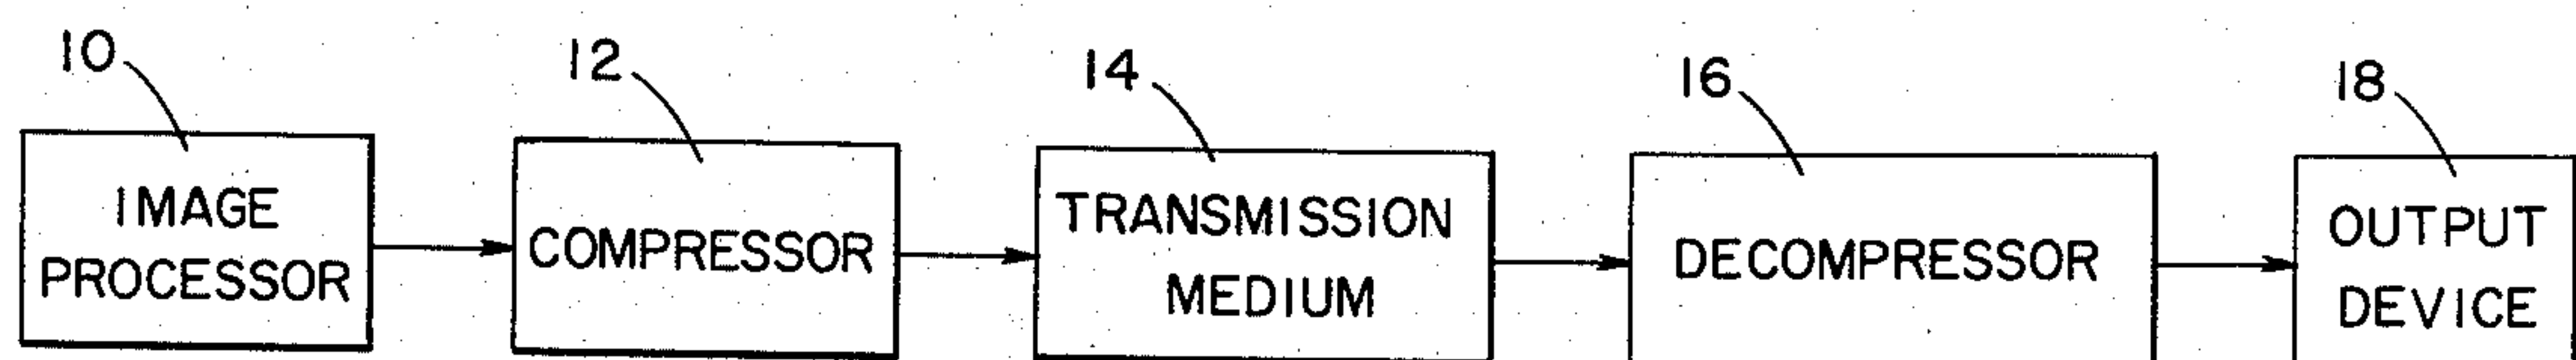 10
12
14
16
18
IMAGE
PROCESSOR
COMPRESSOR
TRANSMISSION
MEDIUM
DECOMPRESSOR
OUTPUT
DEVICE